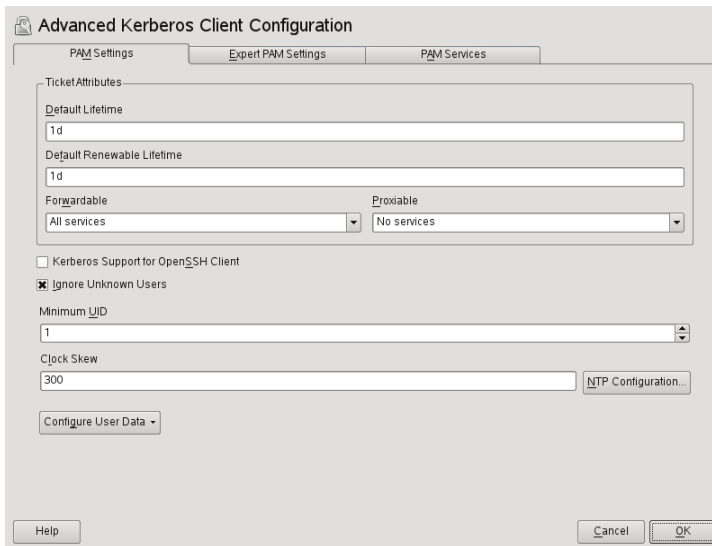 Advanced Kerberos Client Configuration
PAM Settings
Expert PAM Settings
PAM Services
Ticket Attributes
Default Lifetime
1d
Default Renewable Lifetime
1d
Forwardable
Proxiable
All services
No services
Kerberos Support for OpenSSH Client
Ignore Unknown Users
Minimum UID
1
Clock Skew
300
NTP Configuration...
Configure User Data
Help
Cancel
OK